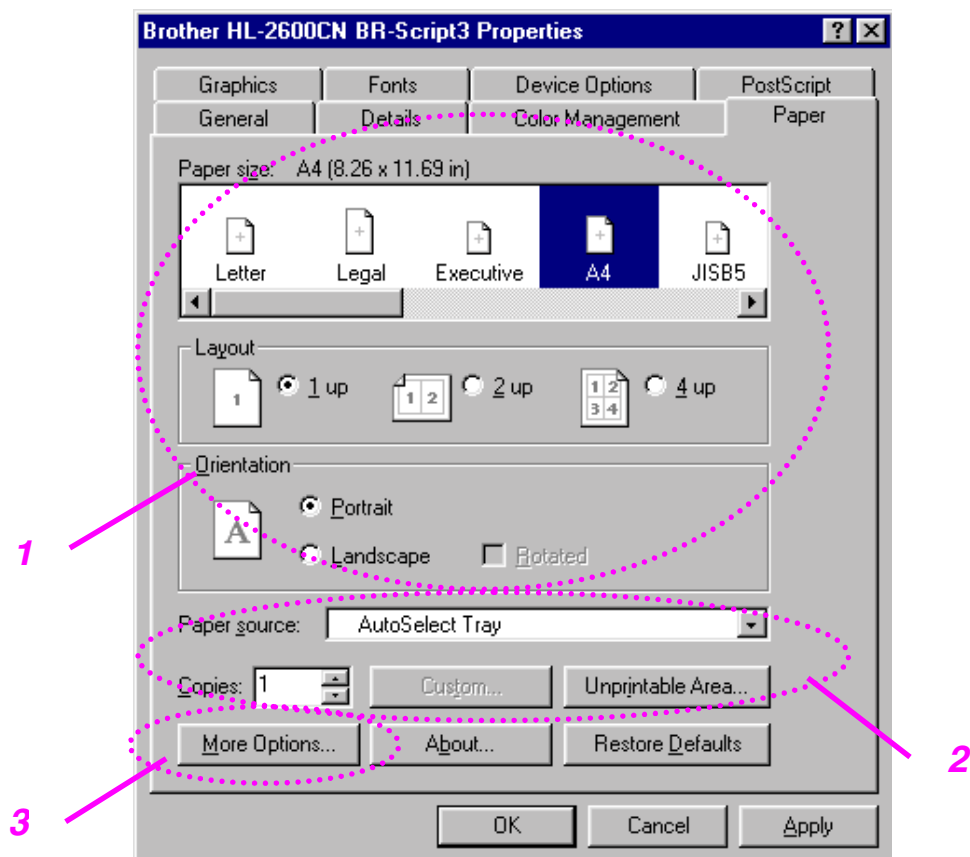 Brother HL-2600CN BR-Script3 Properties
Graphics Fonts Device Options PostScript
General Details Color Management Paper
Paper size: A4 (8.26 x 11.69 in)
Letter Legal Executive A4 JISB5
Layout
1 1 up 1 2 2 up 1 2 3 4 4 up
Orientation
A Portrait
1
Landscape Rotated
Paper source: AutoSelect Tray
Copies: 1 Custom... Unprintable Area...
More Options... About... Restore Defaults
2
3
OK Cancel Apply